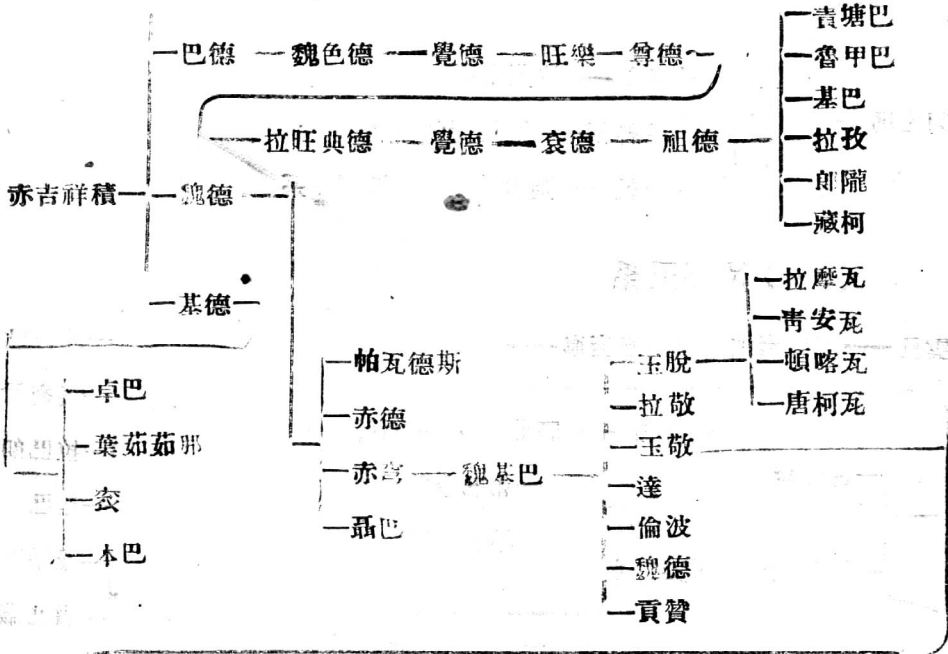 責塘巴
巴德 魏色德 覺德 旺樂 尊德 魯甲巴
基巴
拉旺典德 覺德 袞德 祖德 拉孜
赤吉祥積 魏德 郎隴
藏柯
基德 拉摩瓦
青安瓦
帕瓦德斯 玉脫 頓喀瓦
卓巴 拉敬 唐柯瓦
赤德
葉茹茹那 玉敬
赤穹 魏基巴 達
袞
聶巴 倫波
本巴 魏德
貢贊